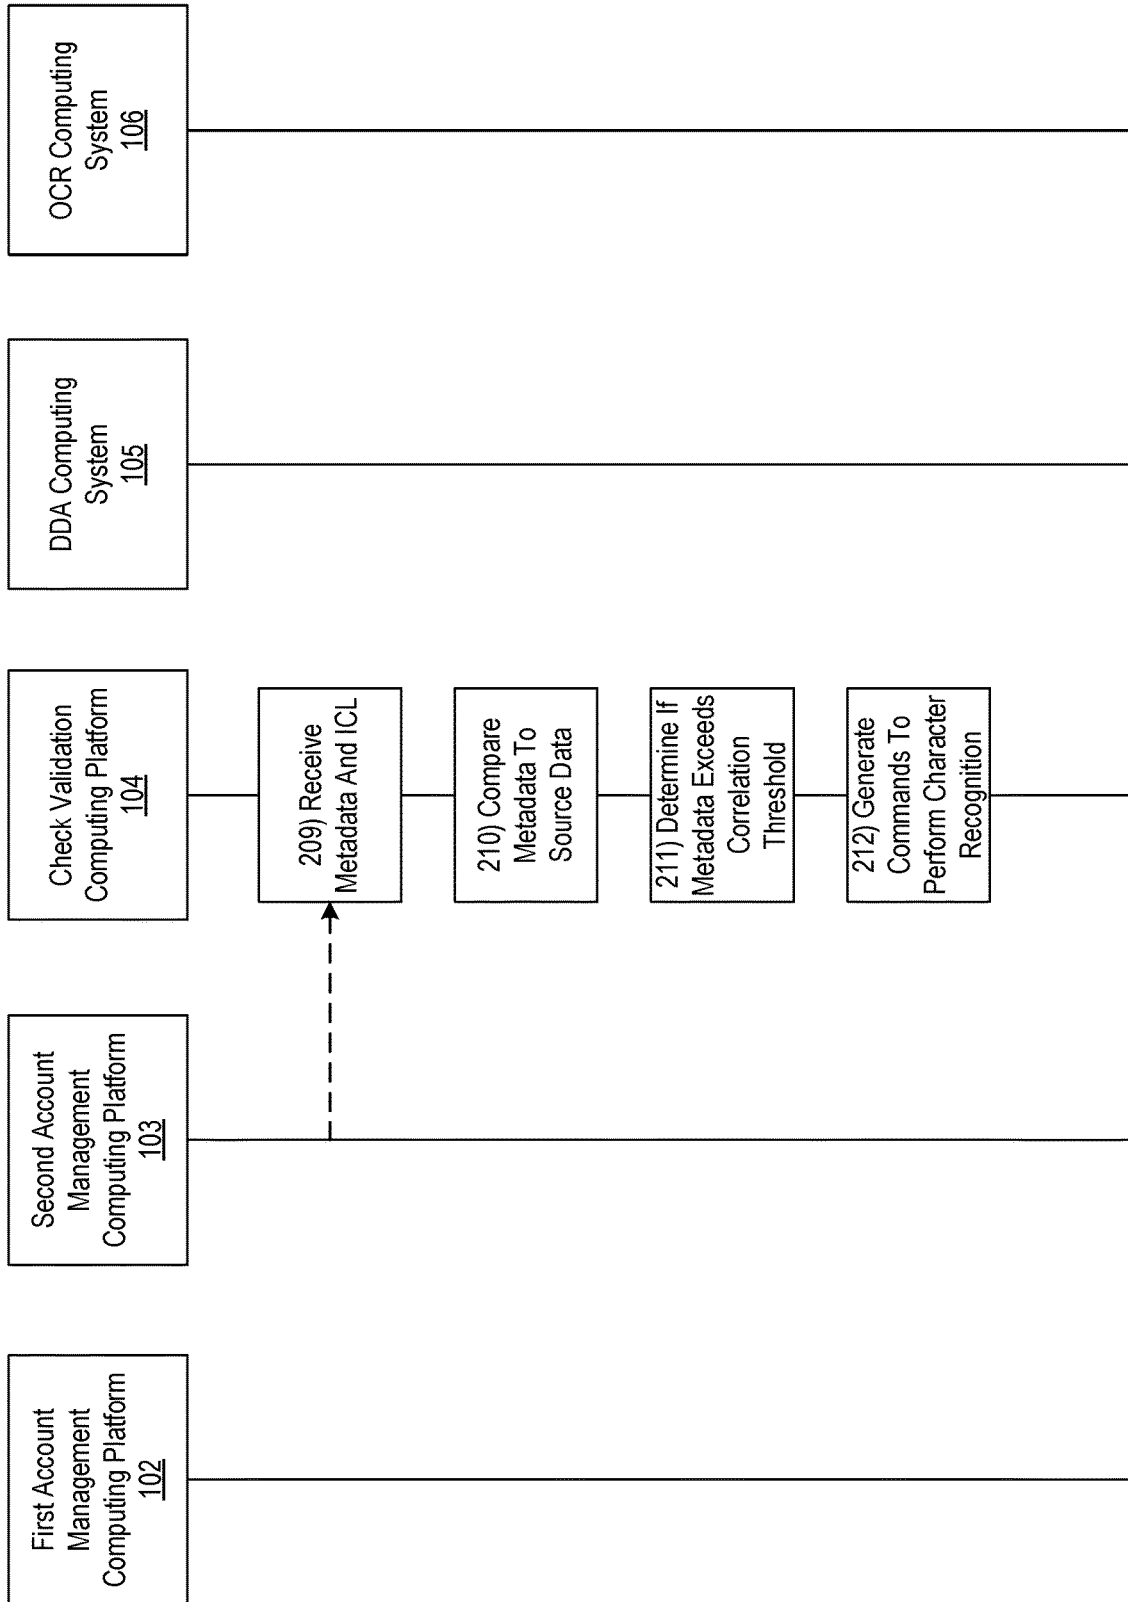 First Account
Management
Computing Platform
102
Second Account
Management
Computing Platform
103
Check Validation
Computing Platform
104
DDA Computing
System
105
OCR Computing
System
106
209) Receive
Metadata And ICL
210) Compare
Metadata To
Source Data
211) Determine If
Metadata Exceeds
Correlation
Threshold
212) Generate
Commands To
Perform Character
Recognition